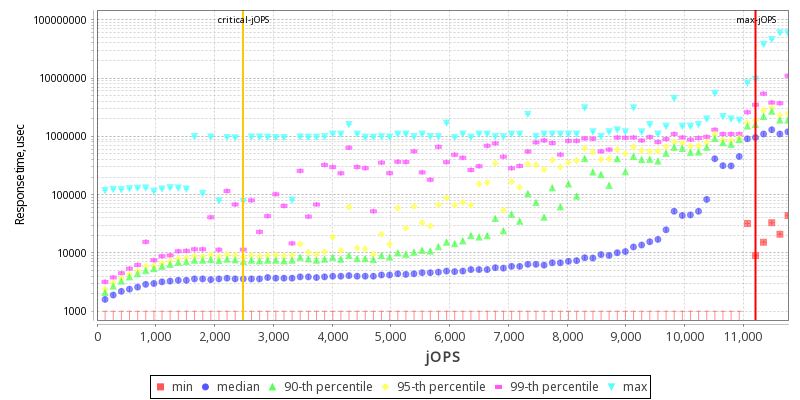 critical-jOPS
max-jOPS
100000000
10000000
1000000
100000
10000
1000
Response time, usec
0 1,000 2,000 3,000 4,000 5,000 6,000 7,000 8,000 9,000 10,000 11,000
jOPS
min median 90-th percentile 95-th percentile 99-th percentile max